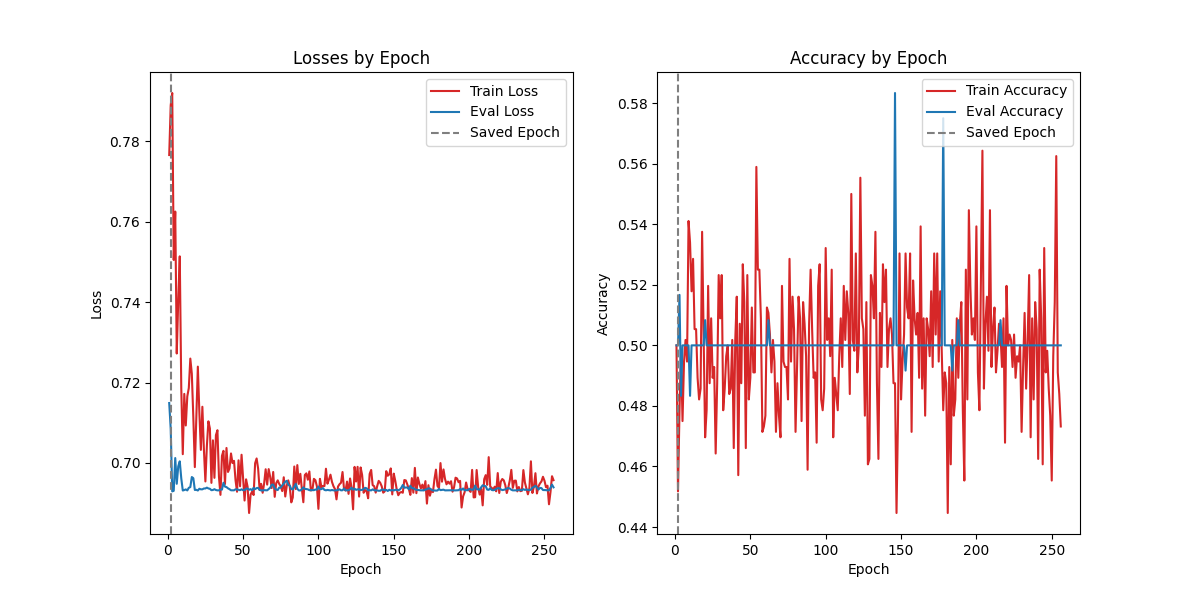 Losses by Epoch
Train Loss
Eval Loss
Saved Epoch
0.78
0.76
0.74
0.72
0.70
Loss
0
50
100
150
200
250
Epoch
Accuracy by Epoch
Train Accuracy
Eval Accuracy
Saved Epoch
0.58
0.56
0.54
0.52
0.50
0.48
0.46
0.44
Accuracy
0
50
100
150
200
250
Epoch